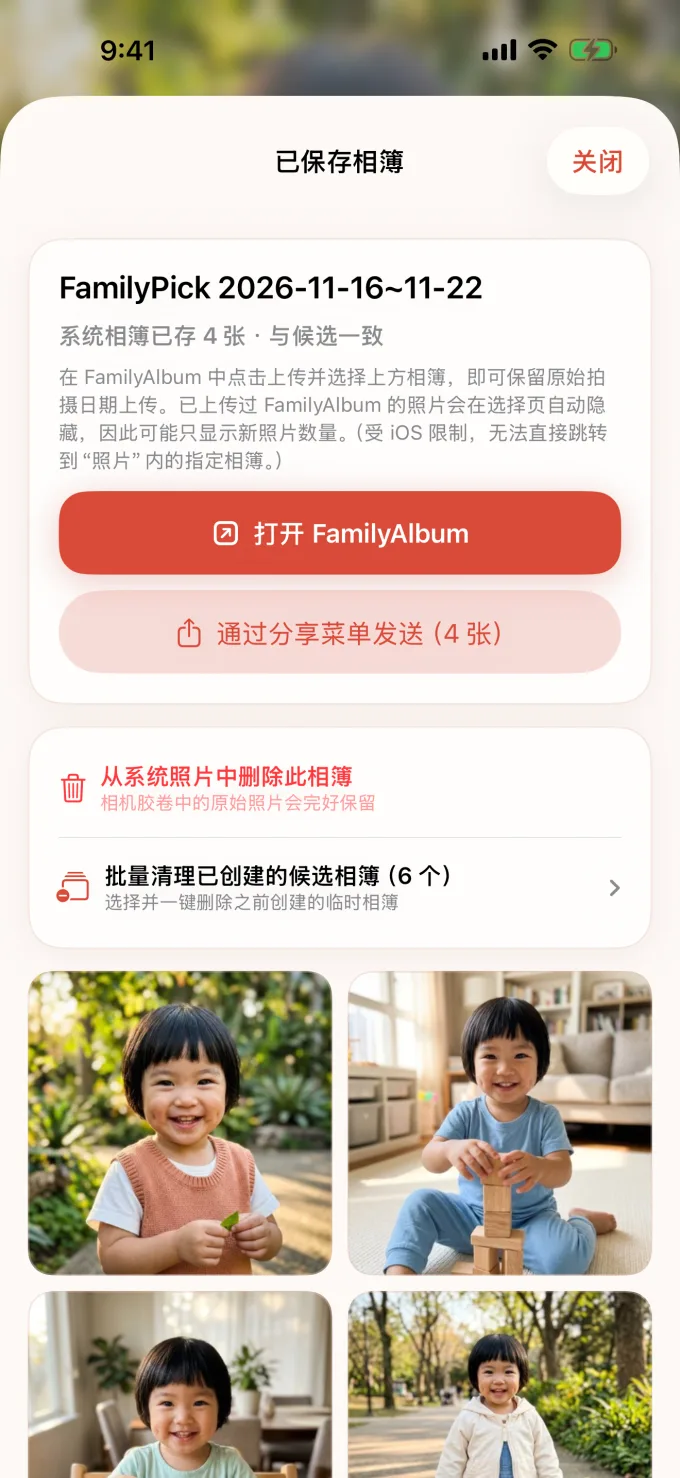 9:41
已保存相簿
关闭
FamilyPick 2026-11-16~11-22
系统相簿已存 4 张 · 与候选一致
在 FamilyAlbum 中点击上传并选择上方相簿，即可保留原始拍
摄日期上传。已上传过 FamilyAlbum 的照片会在选择页自动隐
藏，因此可能只显示新照片数量。（受 iOS 限制，无法直接跳转
到“照片”内的指定相簿。）
打开 FamilyAlbum
通过分享菜单发送（4 张）
从系统照片中删除此相簿
相机胶卷中的原始照片会完好保留
批量清理已创建的候选相簿（6 个）
选择并一键删除之前创建的临时相簿